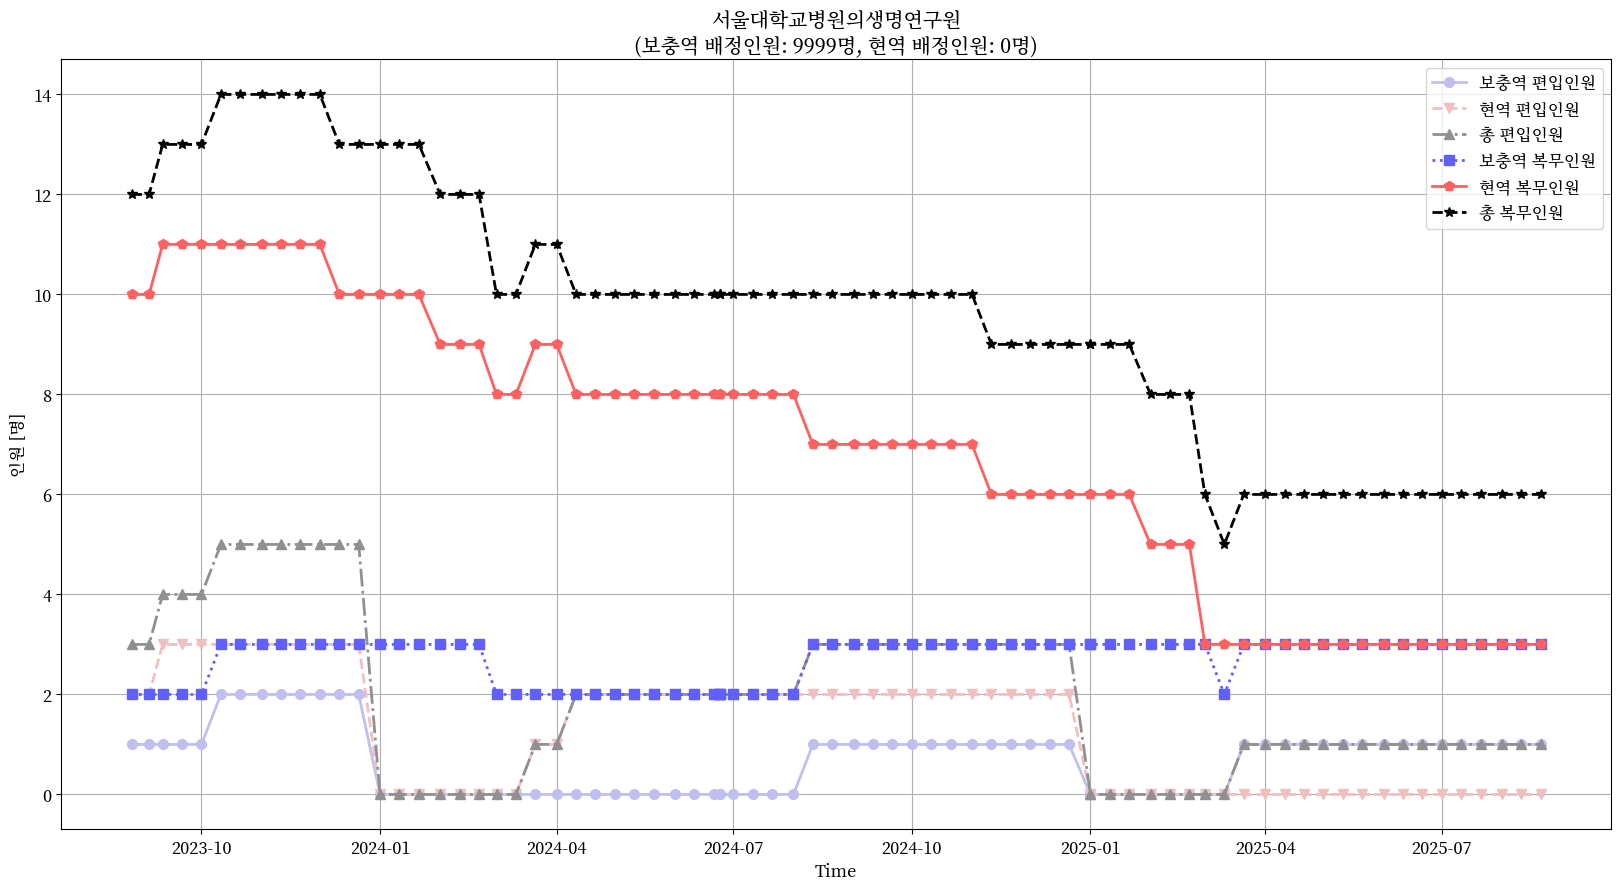 서울대학교병원의생명연구원
(보충역 배정인원: 9999명, 현역 배정인원: 0명)
보충역 편입인원
현역 편입인원
총 편입인원
보충역 복무인원
현역 복무인원
총 복무인원
인원 [명]
14
12
10
8
6
4
2
0
2023-10
2024-01
2024-04
2024-07
2024-10
2025-01
2025-04
2025-07
Time